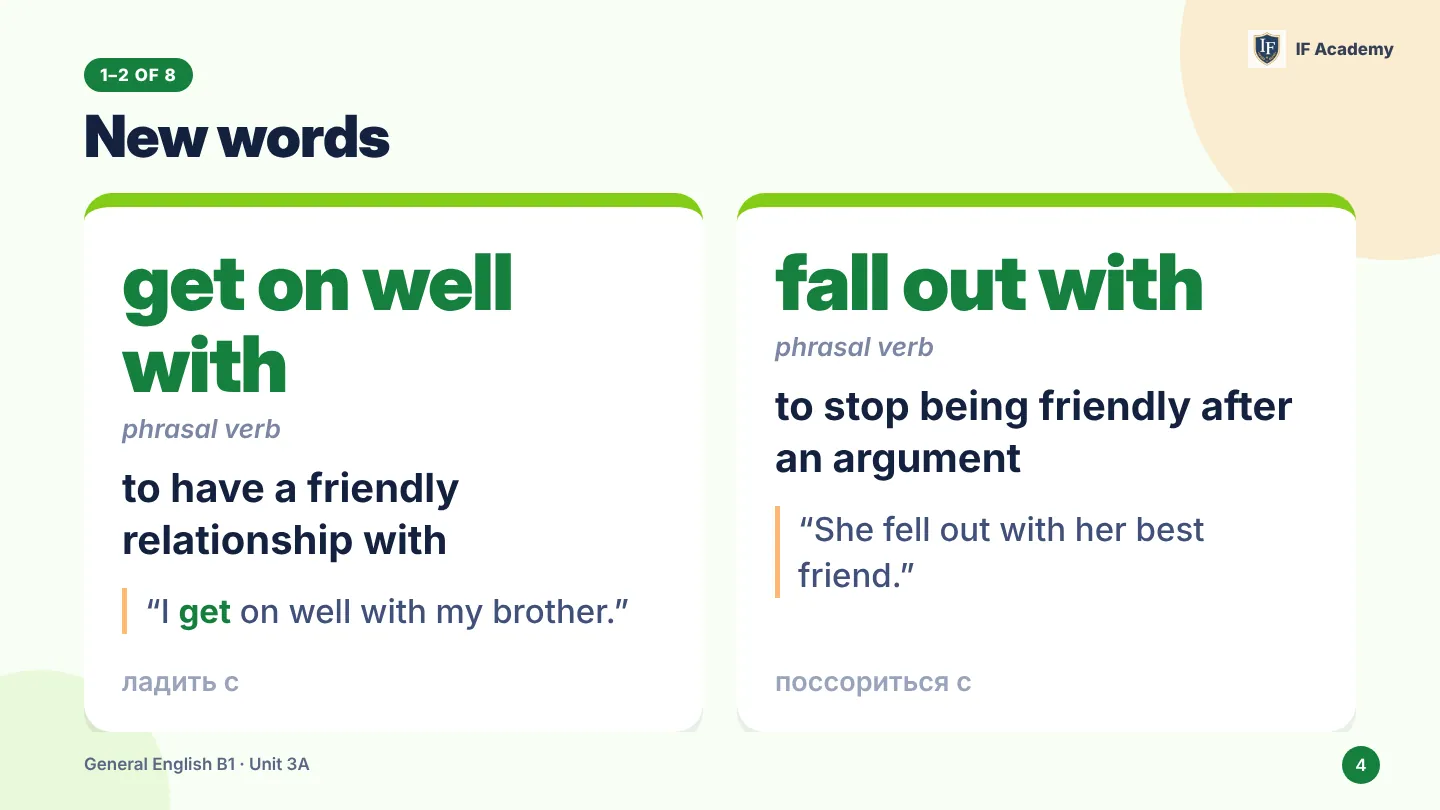 IF
IF Academy
1–2 OF 8
New words
get on well
with
phrasal verb
to have a friendly
relationship with
“I get on well with my brother.”
ладить с
fall out with
phrasal verb
to stop being friendly after
an argument
“She fell out with her best
friend.”
поссориться с
General English B1 · Unit 3A
4